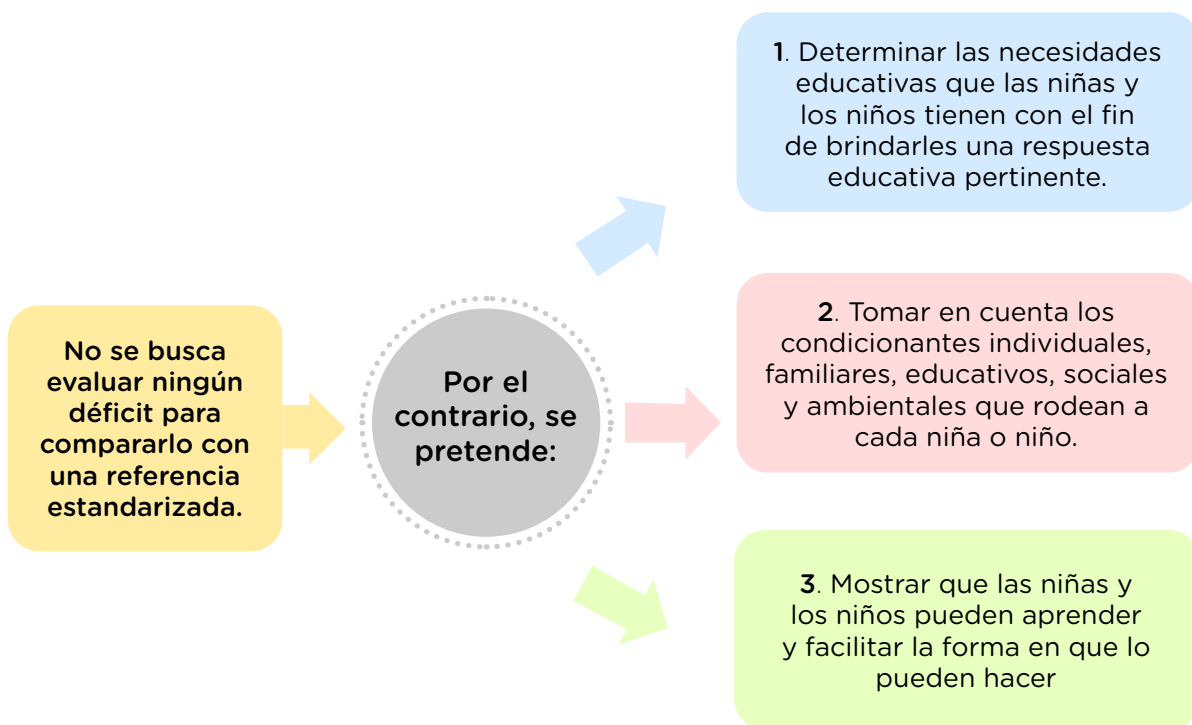 No se busca
evaluar ningún
déficit para
compararlo con
una referencia
estandarizada.
Por el
contrario, se
pretende:
1. Determinar las necesidades
educativas que las niñas y
los niños tienen con el fin
de brindarles una respuesta
educativa pertinente.
2. Tomar en cuenta los
condicionantes individuales,
familiares, educativos, sociales
y ambientales que rodean a
cada niña o niño.
3. Mostrar que las niñas y
los niños pueden aprender
y facilitar la forma en que lo
pueden hacer